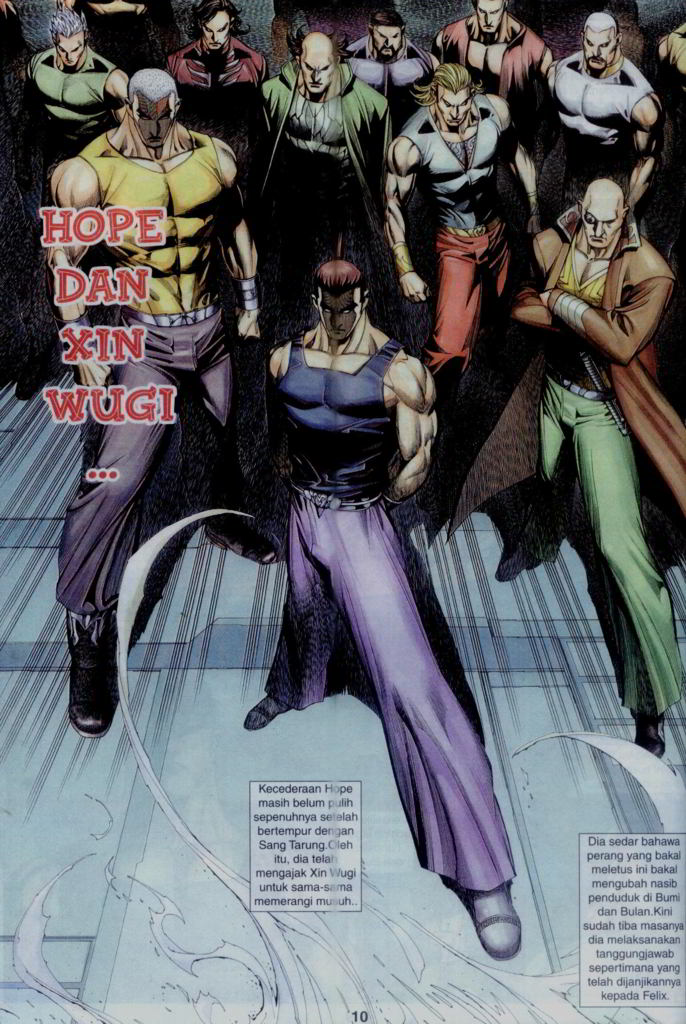 HOPE
DAN
XIN
WUGI
...
Kecederaan Hope
masih belum pulih
sepenuhnya setelah
bertempur dengan
Sang Tarung.Oleh
itu, dia telah
mengajak Xin Wugi
untuk sama-sama
memerangi musuh..
Dia sedar bahawa
perang yang bakal
meletus ini bakal
mengubah nasib
penduduk di Bumi
dan Bulan.Kini
sudah tiba masanya
dia melaksanakan
tanggungjawab
sepertimana yang
telah dijanjikannya
kepada Felix.
10